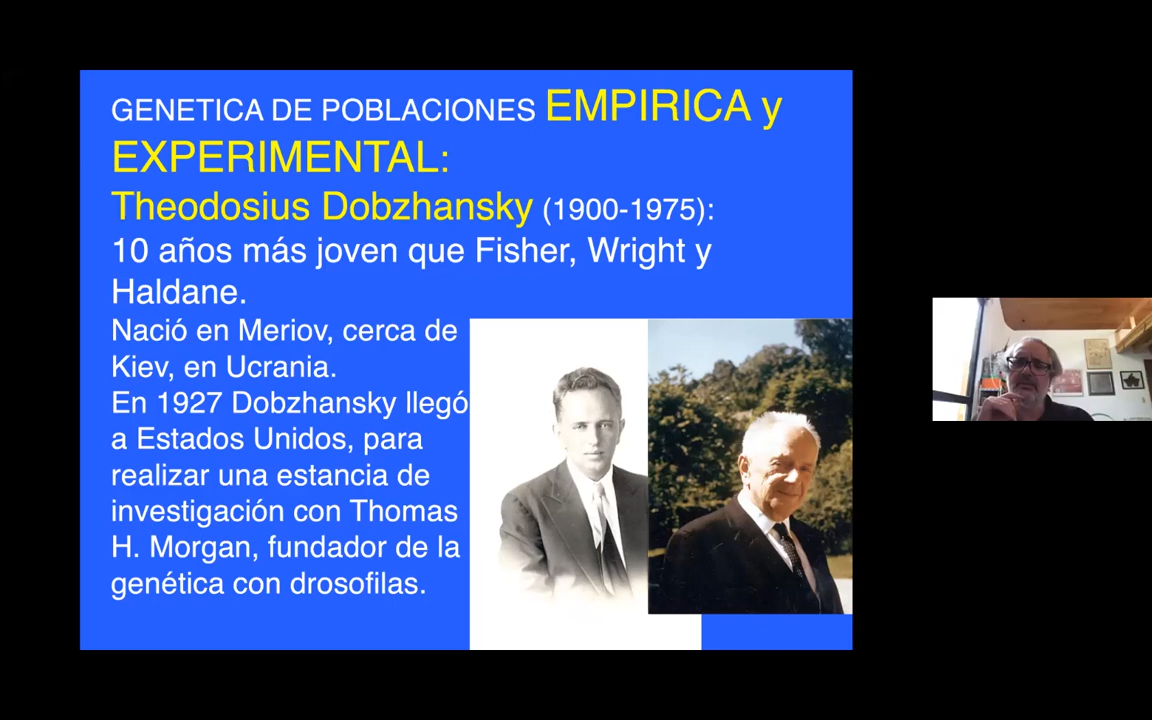 GENETICA DE POBLACIONES EMPIRICA y
EXPERIMENTAL:
Theodosius Dobzhansky (1900-1975):
10 años más joven que Fisher, Wright y
Haldane.
Nació en Meriov, cerca de
Kiev, en Ucrania.
En 1927 Dobzhansky llegó
a Estados Unidos, para
realizar una estancia de
investigación con Thomas
H. Morgan, fundador de la
genética con drosofilas.